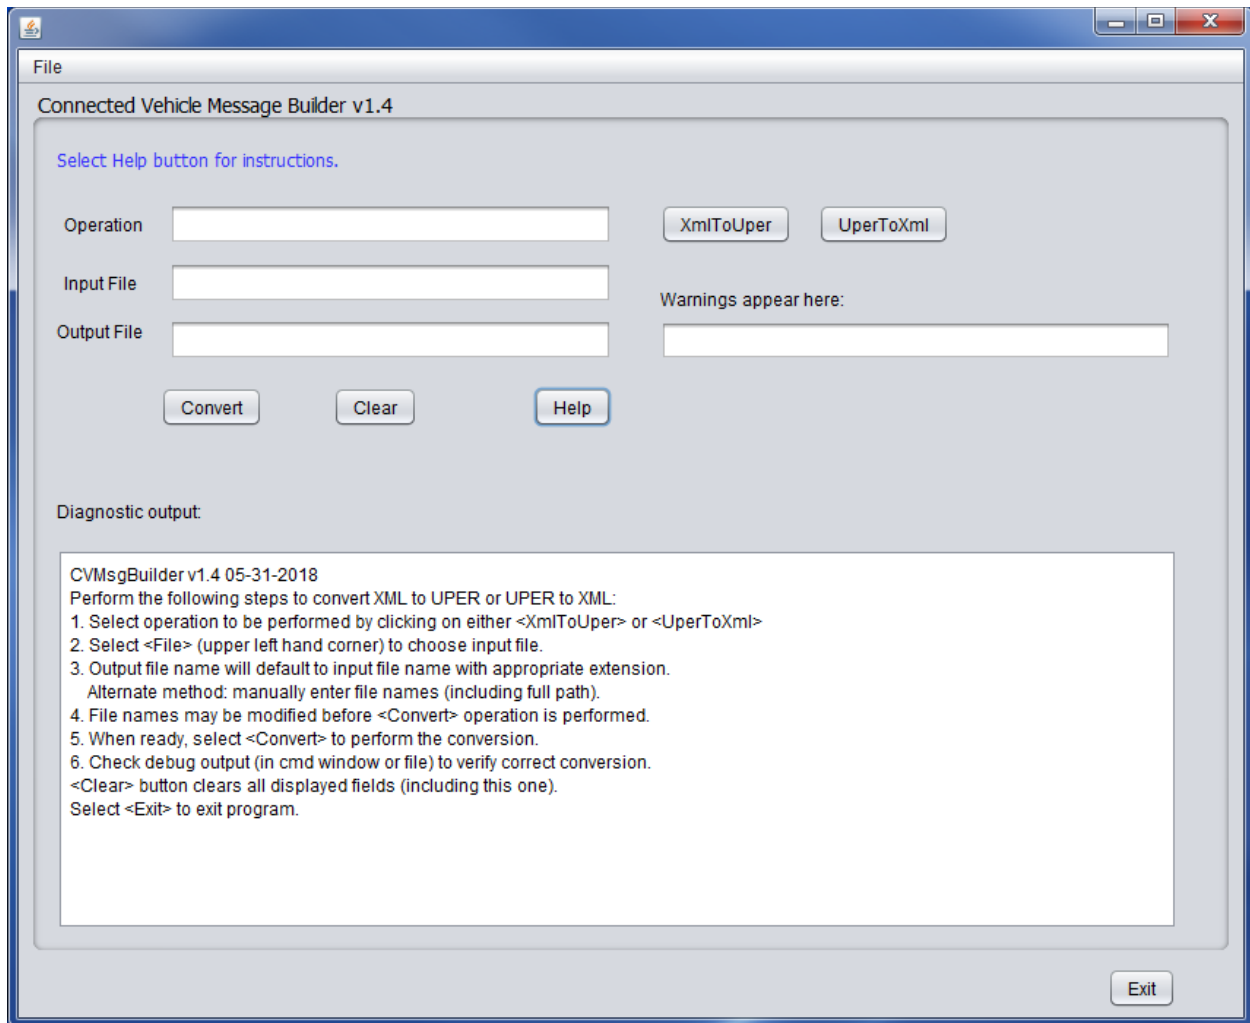 File
Connected Vehicle Message Builder v1.4
Select Help button for instructions.
Operation
XmlToUper
UperToXml
Input File
Warnings appear here:
Output File
Convert
Clear
Help
Diagnostic output:
CVMsgBuilder v1.4 05-31-2018
Perform the following steps to convert XML to UPER or UPER to XML:
1. Select operation to be performed by clicking on either <XmlToUper> or <UperToXml>
2. Select <File> (upper left hand corner) to choose input file.
3. Output file name will default to input file name with appropriate extension.
Alternate method: manually enter file names (including full path).
4. File names may be modified before <Convert> operation is performed.
5. When ready, select <Convert> to perform the conversion.
6. Check debug output (in cmd window or file) to verify correct conversion.
<Clear> button clears all displayed fields (including this one).
Select <Exit> to exit program.
Exit